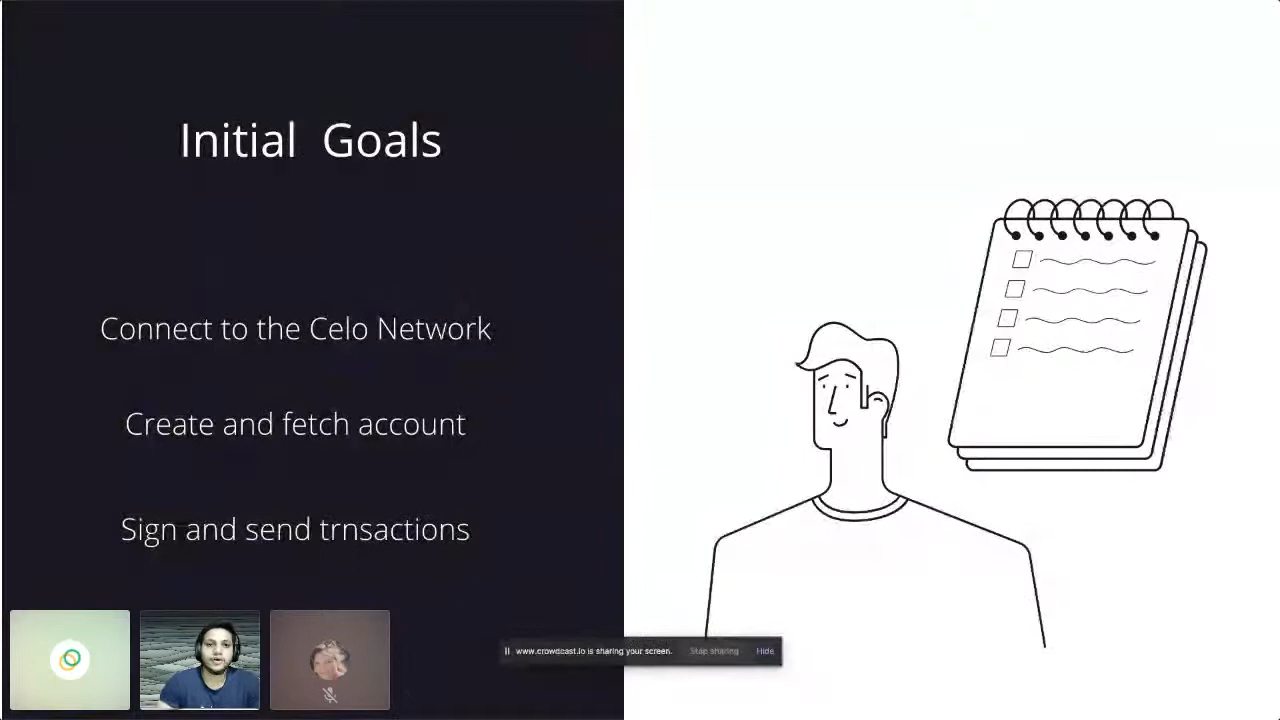 Initial Goals
Connect to the Celo Network
Create and fetch account
Sign and send trnsactions
www.crowdcast.io is sharing your screen. Stop sharing Hide